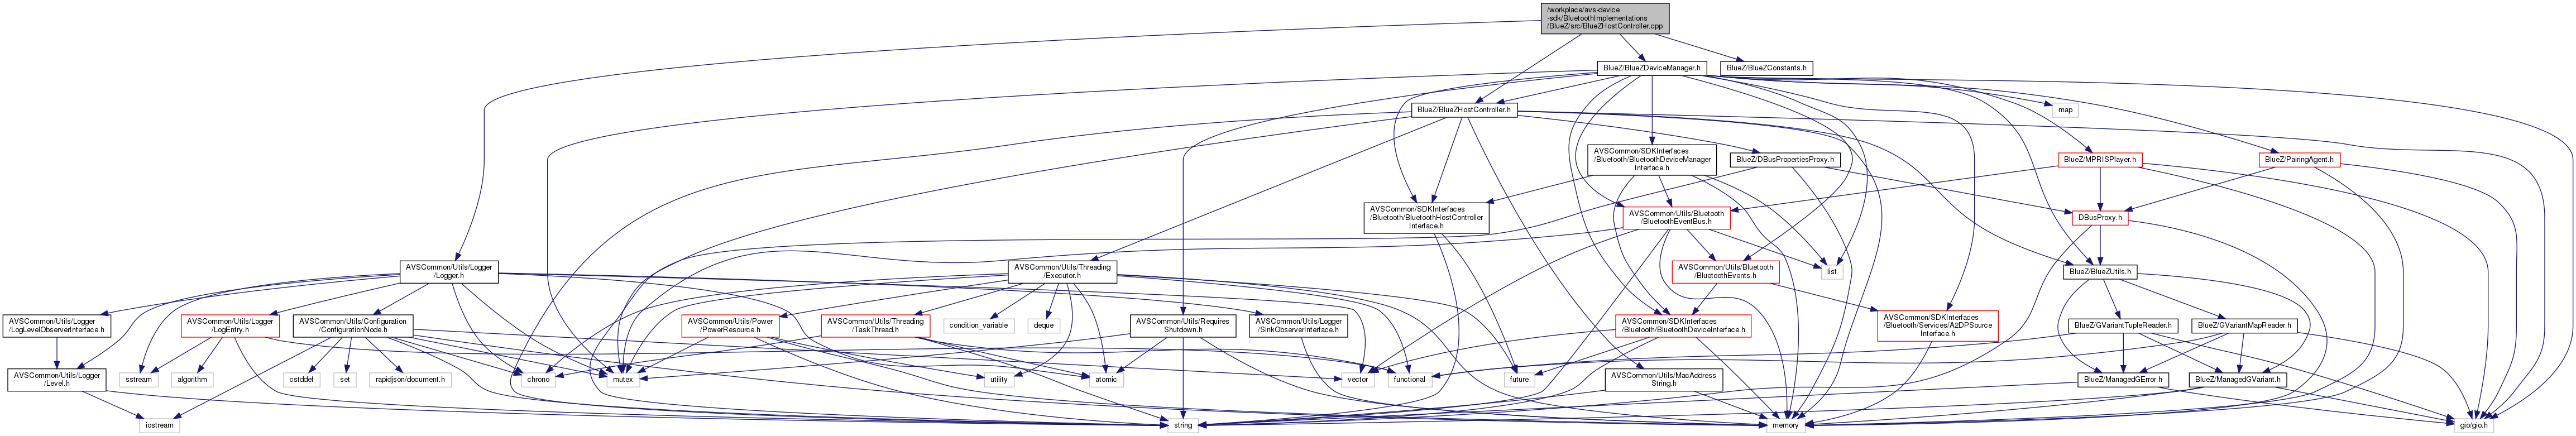 /workplace/avs-device
-sdk/BluetoothImplementations
/BlueZ/src/BlueZHostController.cpp
BlueZ/BlueZDeviceManager.h
BlueZ/BlueZConstants.h
BlueZ/BlueZHostController.h
map
AVSCommon/SDKInterfaces
/Bluetooth/BluetoothDeviceManager
Interface.h
BlueZ/DBusPropertiesProxy.h
BlueZ/MPRISPlayer.h
BlueZ/PairingAgent.h
AVSCommon/SDKInterfaces
/Bluetooth/BluetoothHostController
Interface.h
AVSCommon/Utils/Bluetooth
/BluetoothEventBus.h
DBusProxy.h
AVSCommon/Utils/Logger
/Logger.h
AVSCommon/Utils/Threading
/Executor.h
AVSCommon/Utils/Bluetooth
/BluetoothEvents.h
list
BlueZ/BlueZUtils.h
AVSCommon/Utils/Logger
/LogLevelObserverInterface.h
AVSCommon/Utils/Logger
/LogEntry.h
AVSCommon/Utils/Configuration
/ConfigurationNode.h
AVSCommon/Utils/Power
/PowerResource.h
AVSCommon/Utils/Threading
/TaskThread.h
condition_variable
deque
AVSCommon/Utils/Requires
Shutdown.h
AVSCommon/Utils/Logger
/SinkObserverInterface.h
AVSCommon/SDKInterfaces
/Bluetooth/BluetoothDeviceInterface.h
AVSCommon/SDKInterfaces
/Bluetooth/Services/A2DPSource
Interface.h
BlueZ/GVariantTupleReader.h
BlueZ/GVariantMapReader.h
AVSCommon/Utils/Logger
/Level.h
sstream
algorithm
cstddef
set
rapidjson/document.h
chrono
mutex
vector
utility
atomic
functional
future
AVSCommon/Utils/MacAddress
String.h
BlueZ/ManagedGError.h
BlueZ/ManagedGVariant.h
iostream
string
memory
gio/gio.h